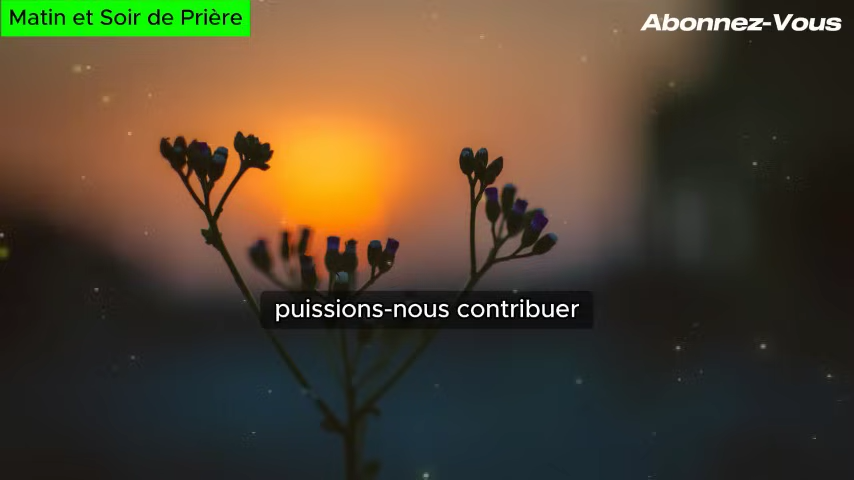 Matin et Soir de Prière
Abonnez-Vous
puissions-nous contribuer